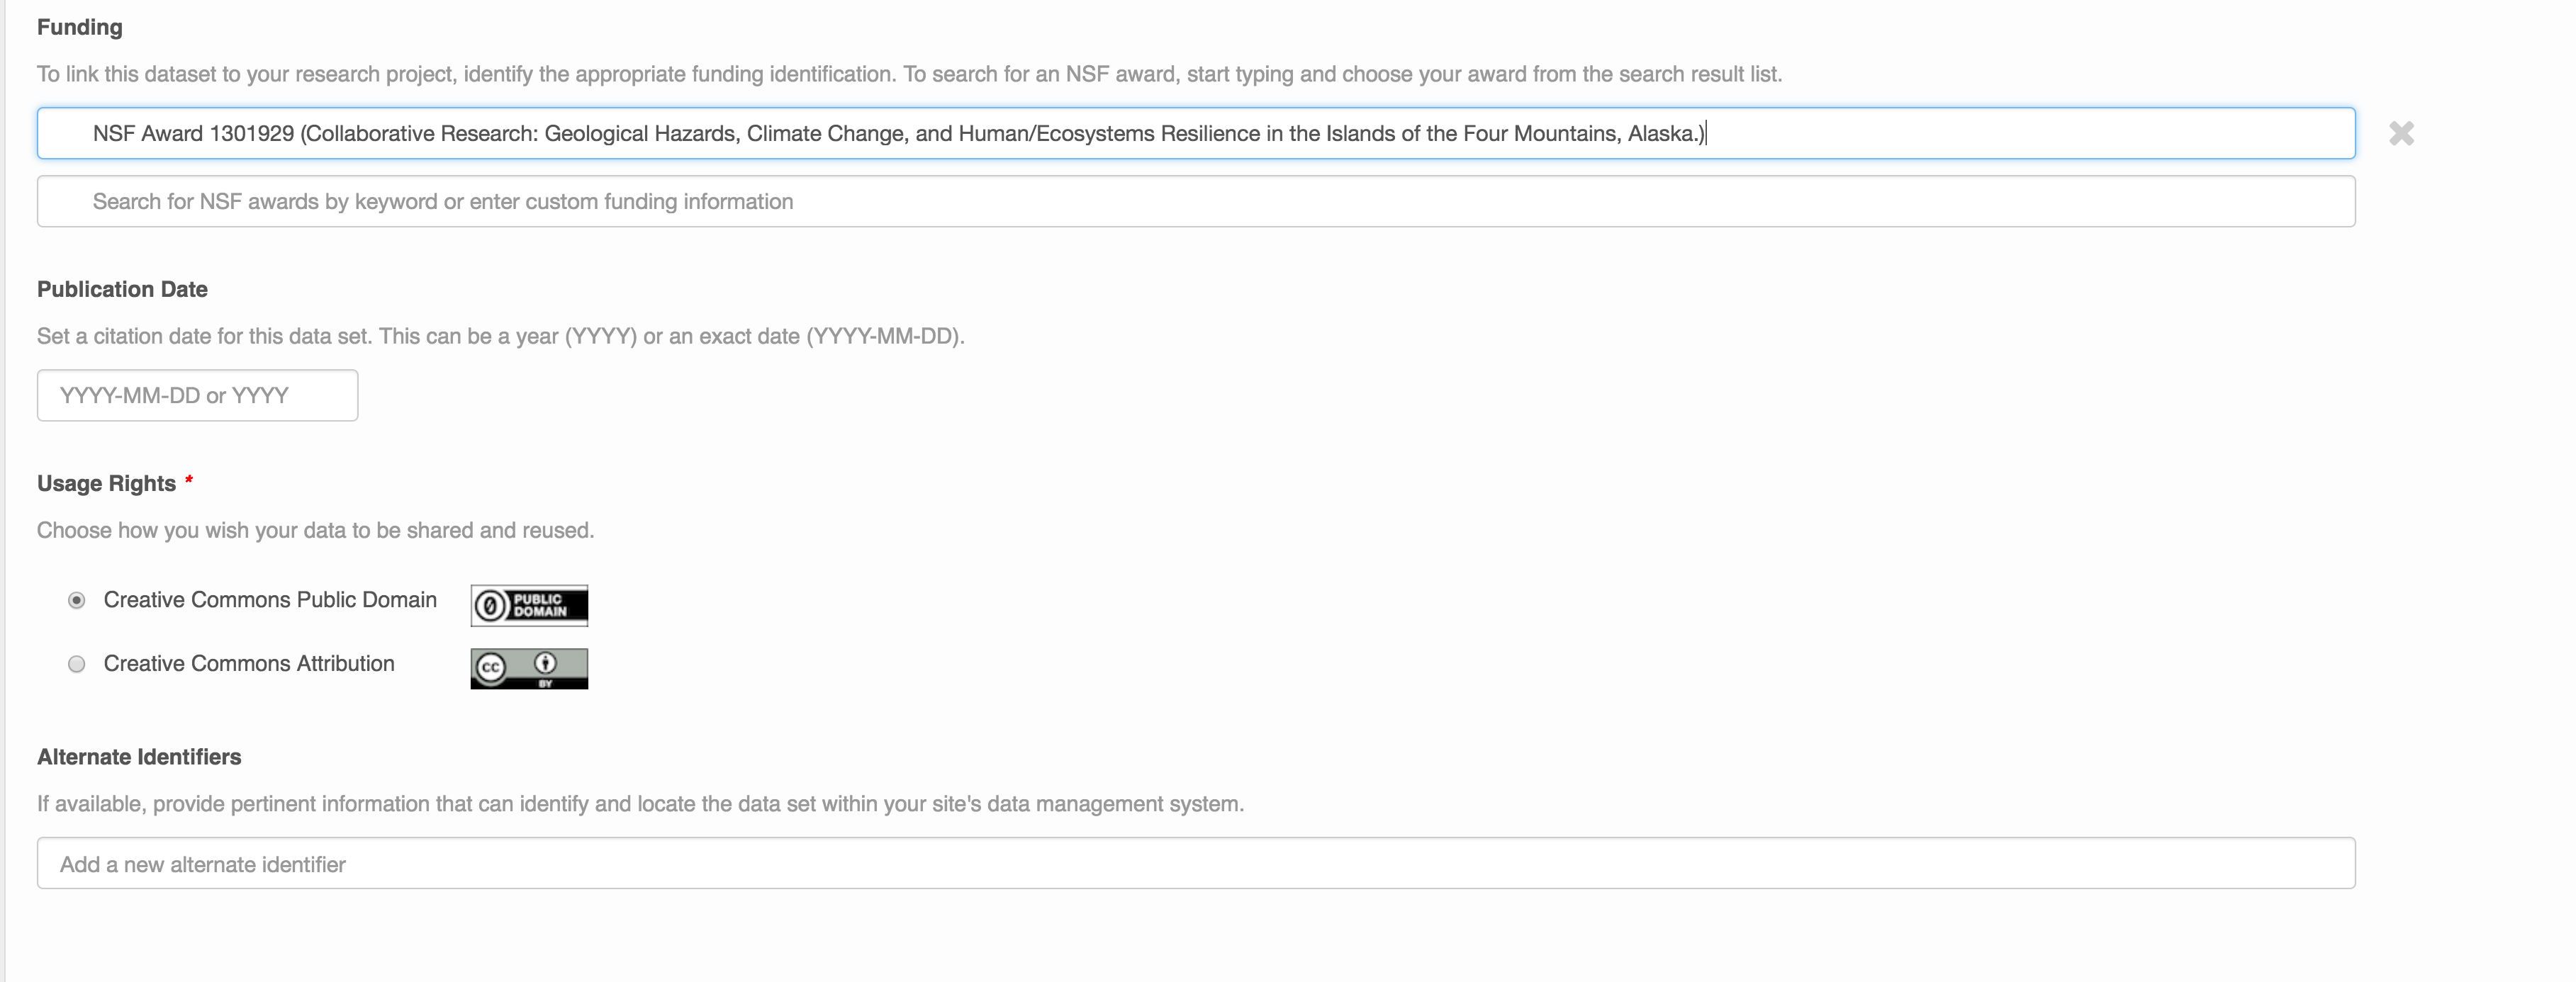 Funding
To link this dataset to your research project, identify the appropriate funding identification. To search for an NSF award, start typing and choose your award from the search result list.
NSF Award 1301929 (Collaborative Research: Geological Hazards, Climate Change, and Human/Ecosystems Resilience in the Islands of the Four Mountains, Alaska.)
Search for NSF awards by keyword or enter custom funding information
Publication Date
Set a citation date for this data set. This can be a year (YYYY) or an exact date (YYYY-MM-DD).
YYYY-MM-DD or YYYY
Usage Rights *
Choose how you wish your data to be shared and reused.
Creative Commons Public Domain
0 PUBLIC
DOMAIN
Creative Commons Attribution
cc
BY
Alternate Identifiers
If available, provide pertinent information that can identify and locate the data set within your site's data management system.
Add a new alternate identifier